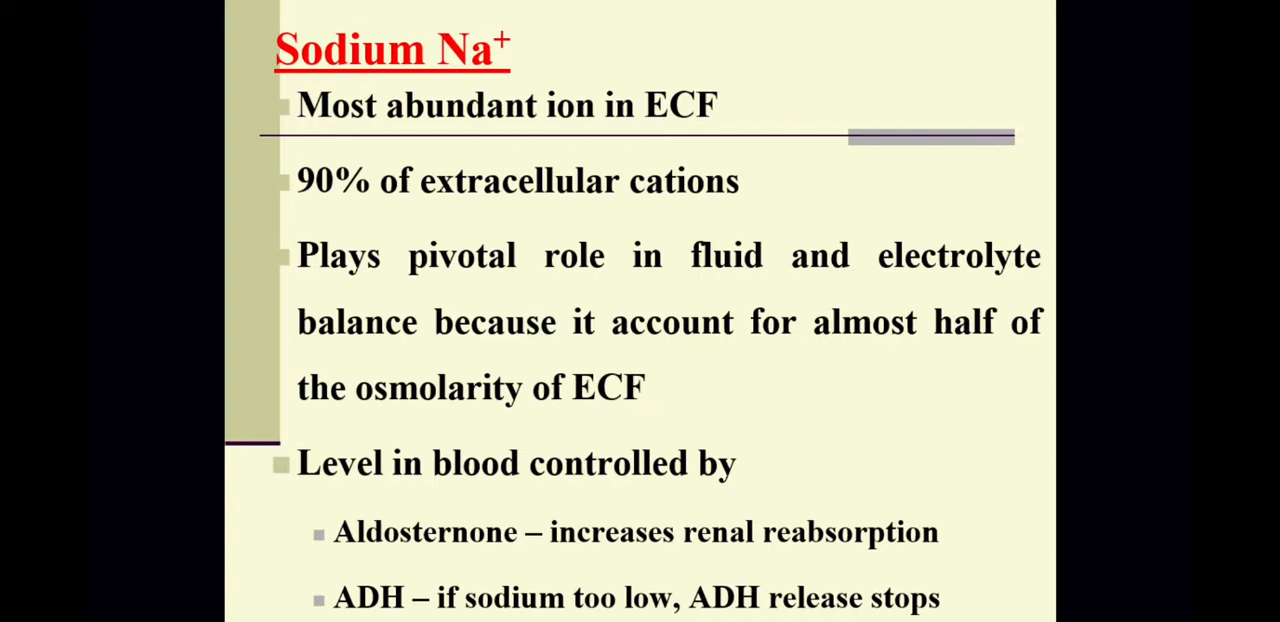 Sodium Na⁺
Most abundant ion in ECF
90% of extracellular cations
Plays pivotal role in fluid and electrolyte
balance because it account for almost half of
the osmolarity of ECF
Level in blood controlled by
Aldosternone – increases renal reabsorption
ADH – if sodium too low, ADH release stops